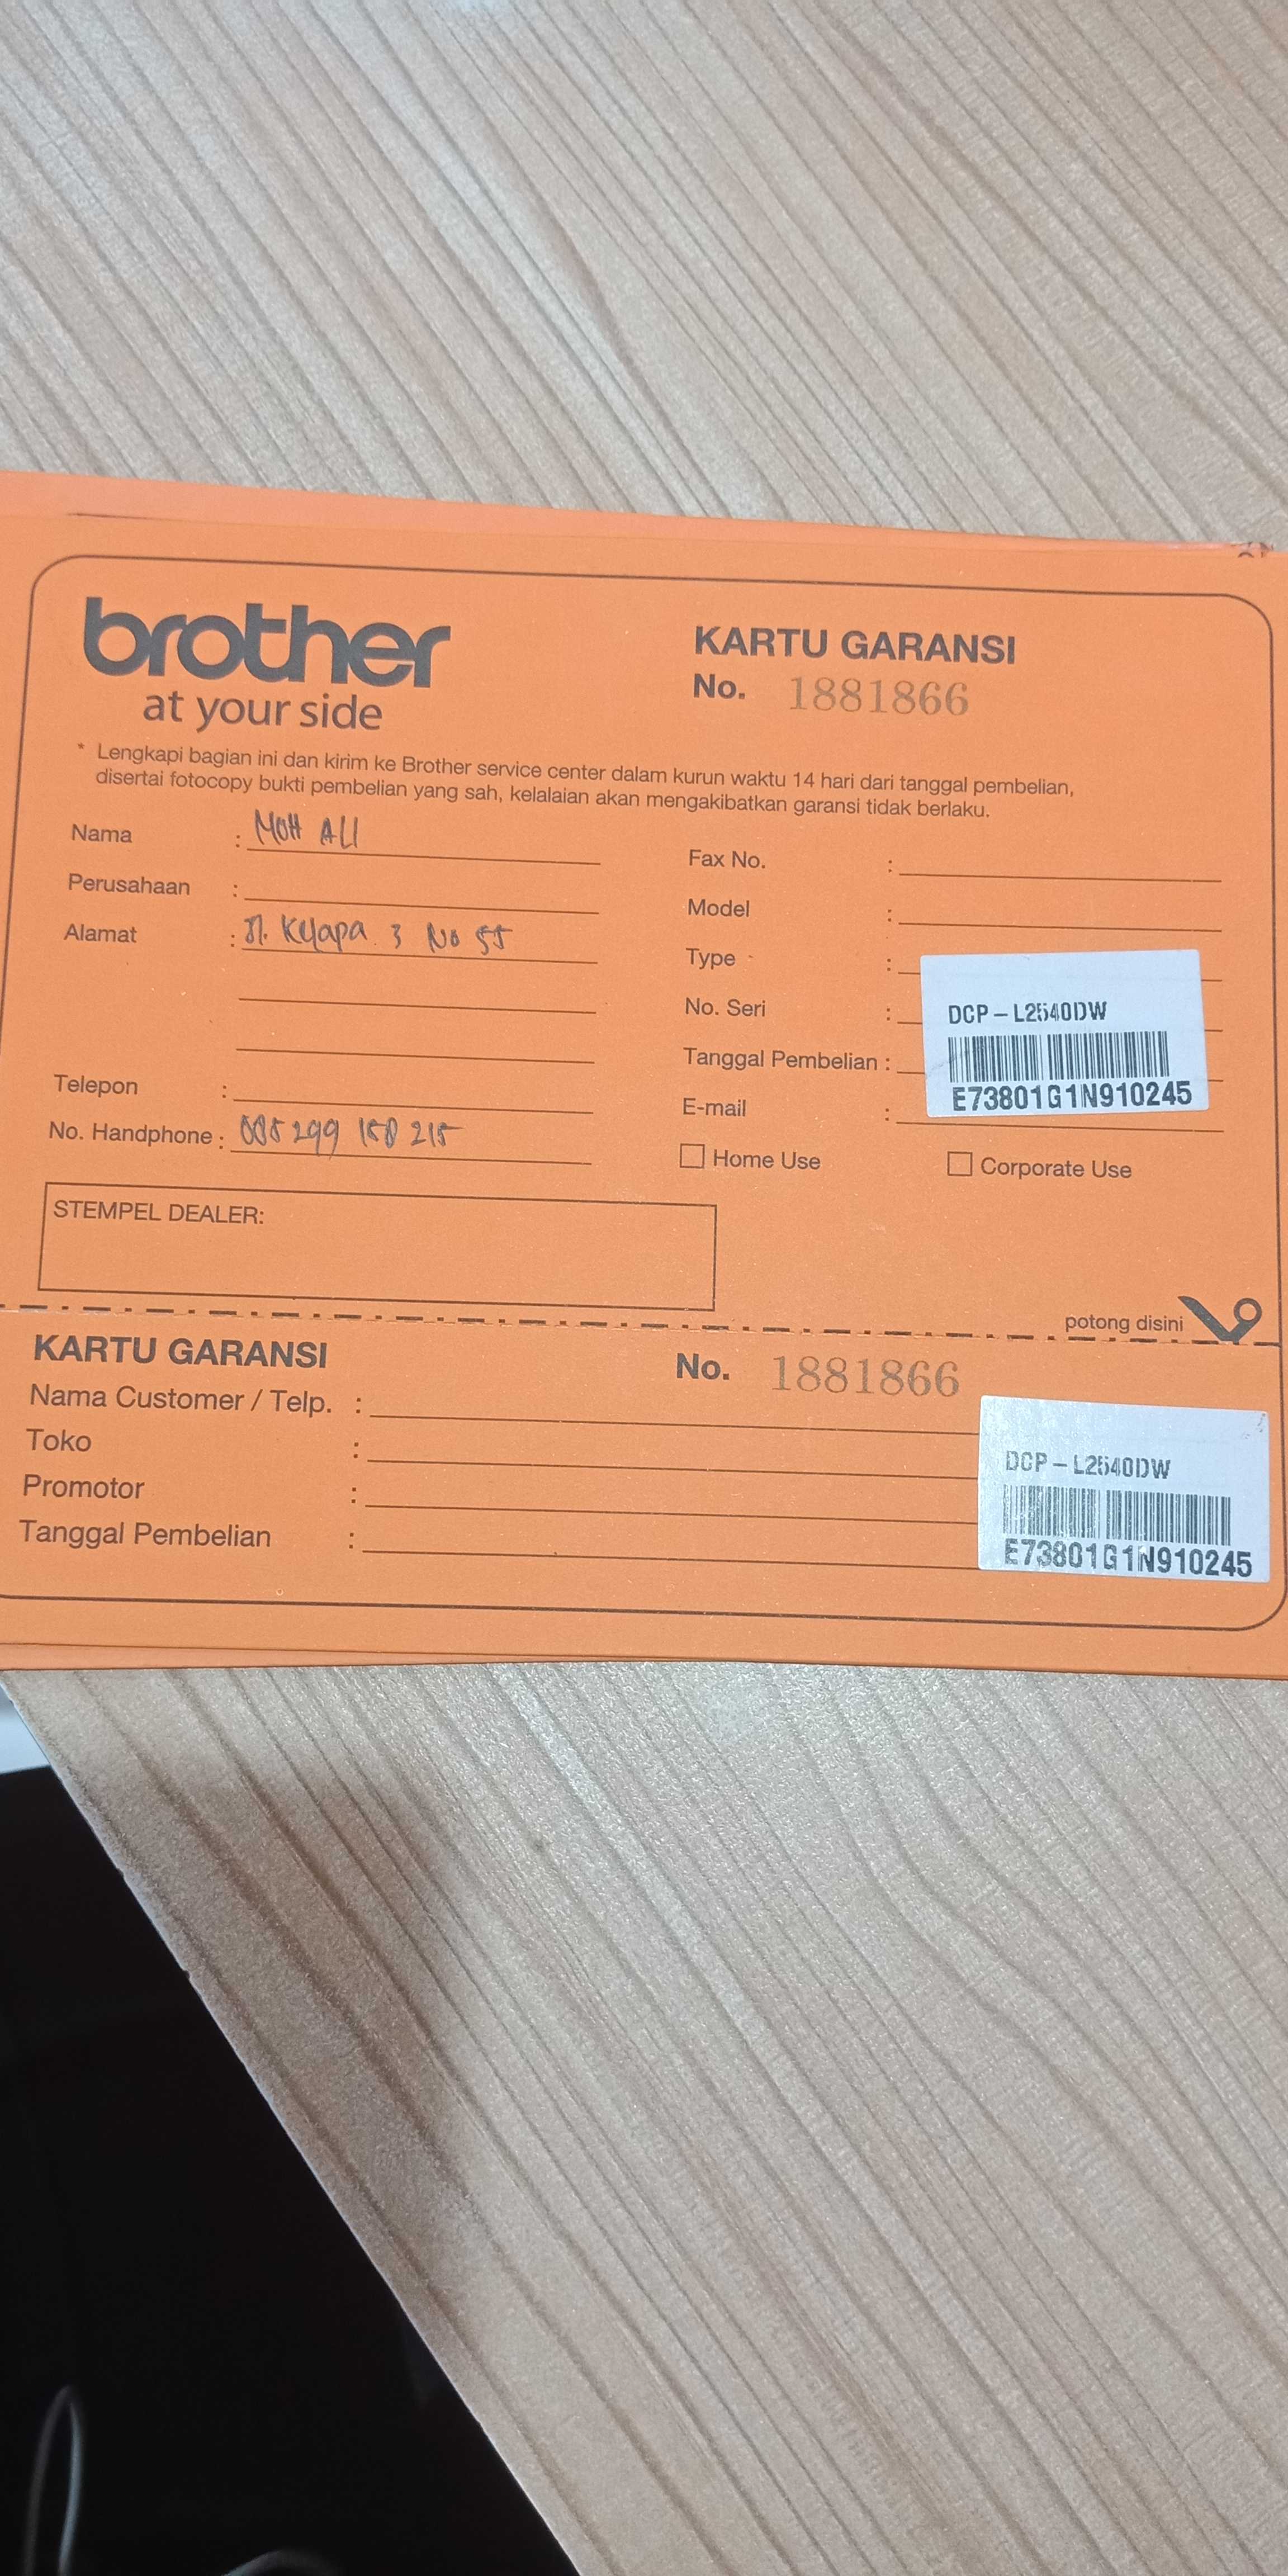 brother
at your side
KARTU GARANSI
No. 1881866
* Lengkapi bagian ini dan kirim ke Brother service center dalam kurun waktu 14 hari dari tanggal pembelian,
disertai fotocopy bukti pembelian yang sah, kelalaian akan mengakibatkan garansi tidak berlaku.
Nama : MOH ALI
Perusahaan :
Alamat : Jl. Kelapa 3 No 55
Telepon :
No. Handphone : 085 299 158 215
Fax No. :
Model :
Type :
No. Seri :
Tanggal Pembelian :
E-mail :
DCP-L2540DW
E73801G1N910245
Home Use
Corporate Use
STEMPEL DEALER:
potong disini
KARTU GARANSI
No. 1881866
Nama Customer / Telp. :
Toko :
Promotor :
Tanggal Pembelian :
DCP-L2540DW
E73801G1N910245